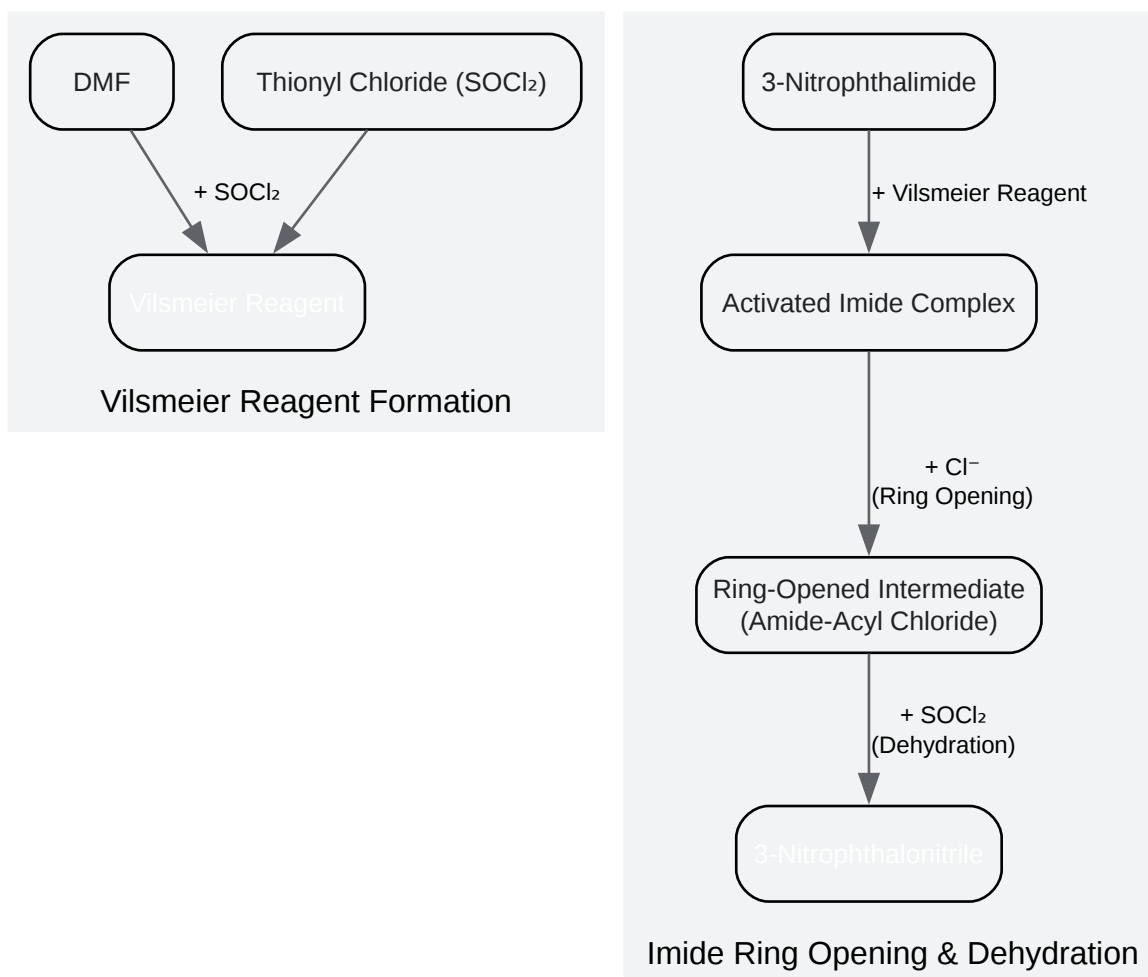 DMF
Thionyl Chloride (SOCl₂)
+ SOCl₂
Vilsmeier Reagent
Vilsmeier Reagent Formation
3-Nitrophthalimide
+ Vilsmeier Reagent
Activated Imide Complex
+ Cl⁻
(Ring Opening)
Ring-Opened Intermediate
(Amide-Acyl Chloride)
+ SOCl₂
(Dehydration)
3-Nitrophthalonitrile
Imide Ring Opening & Dehydration